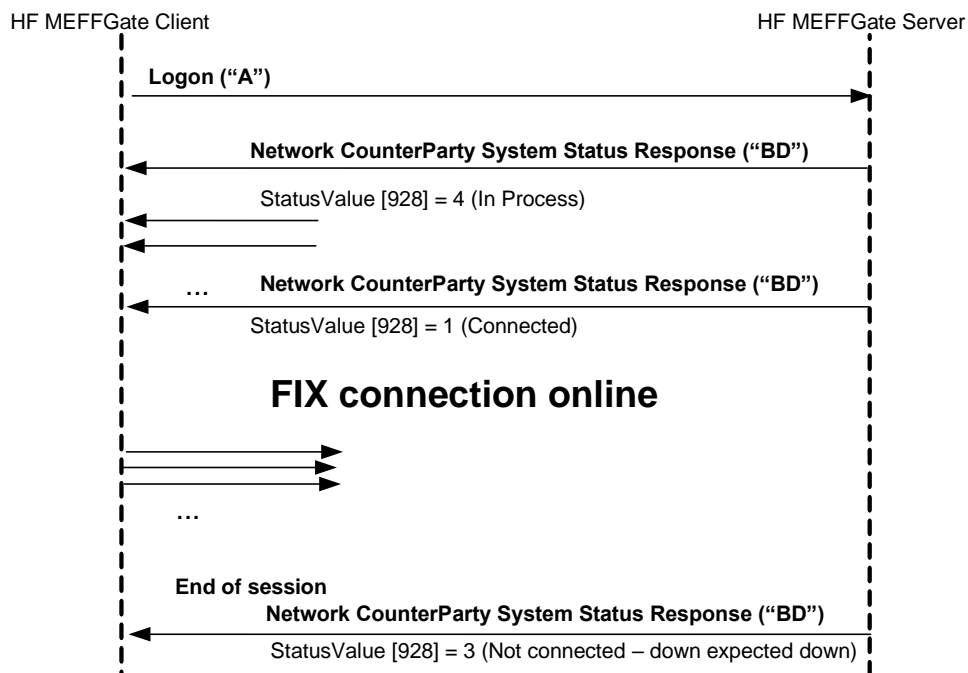 HF MEFFGate Client
HF MEFFGate Server
Logon (“A”)
Network CounterParty System Status Response (“BD”)
StatusValue [928] = 4 (In Process)
...
Network CounterParty System Status Response (“BD”)
StatusValue [928] = 1 (Connected)
FIX connection online
...
End of session
Network CounterParty System Status Response (“BD”)
StatusValue [928] = 3 (Not connected – down expected down)